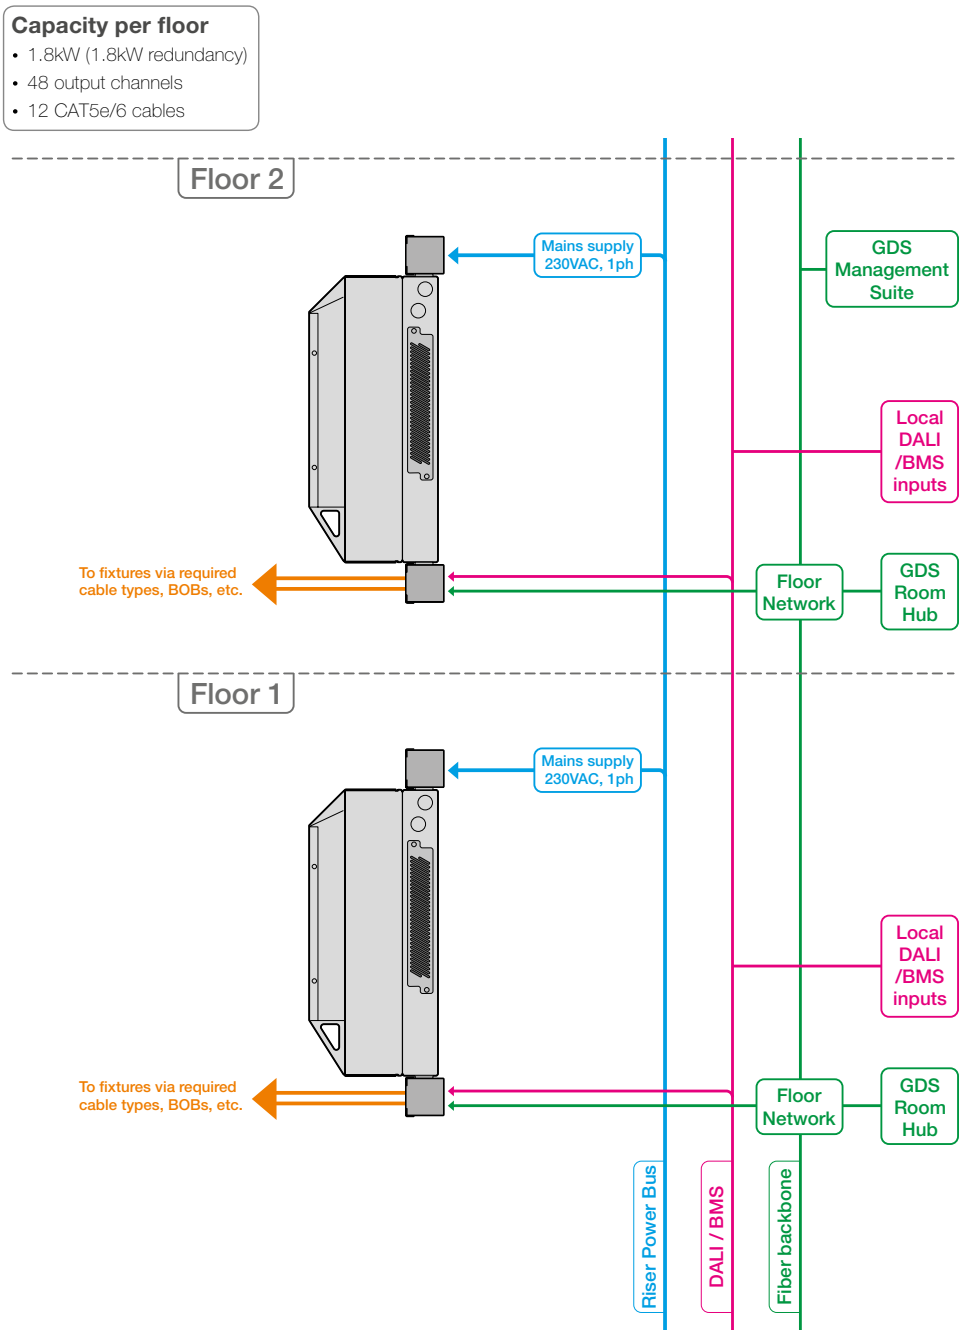 Capacity per floor
• 1.8kW (1.8kW redundancy)
• 48 output channels
• 12 CAT5e/6 cables
Floor 2
Mains supply
230VAC, 1ph
GDS
Management
Suite
Local
DALI
/BMS
inputs
To fixtures via required
cable types, BOBs, etc.
Floor
Network
GDS
Room
Hub
Floor 1
Mains supply
230VAC, 1ph
Local
DALI
/BMS
inputs
To fixtures via required
cable types, BOBs, etc.
Floor
Network
GDS
Room
Hub
Riser Power Bus
DALI / BMS
Fiber backbone